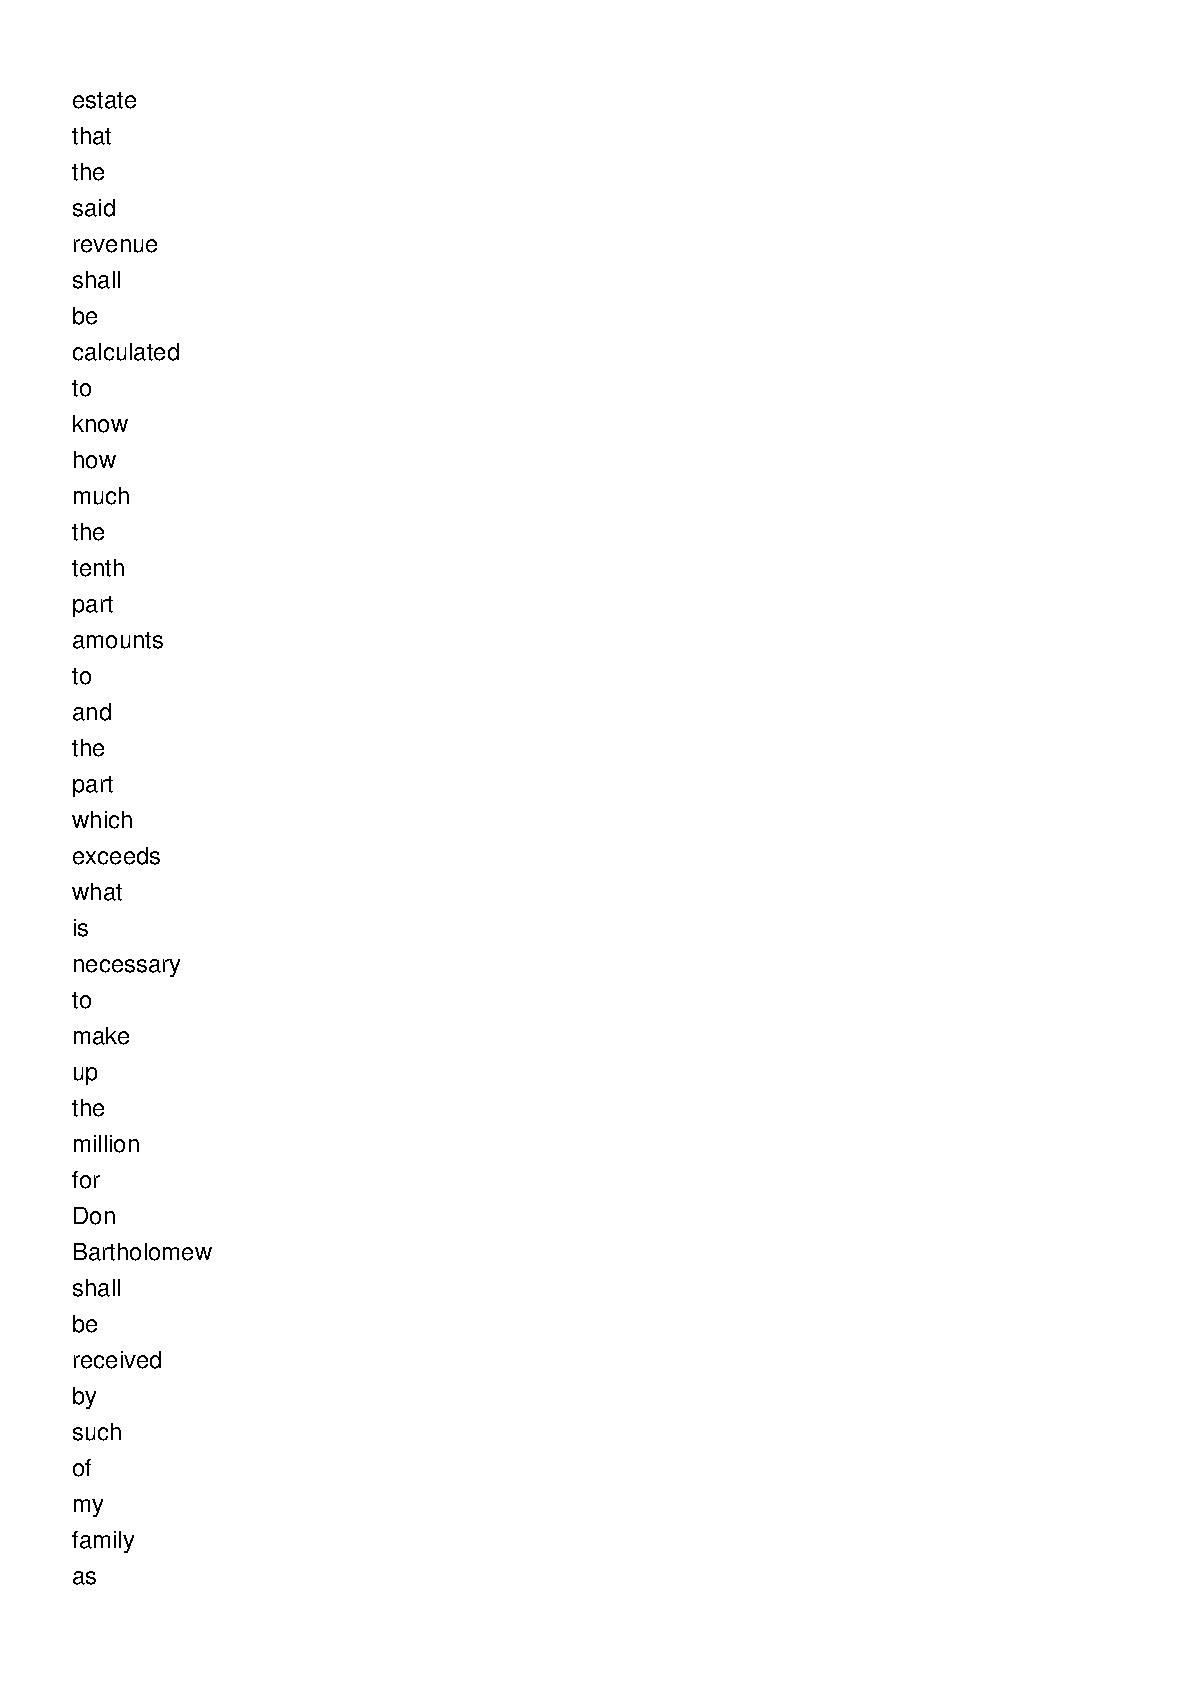 estate
that
the
said
revenue
shall
be
calculated
to
know
how
much
the
tenth
part
amounts
to
and
the
part
which
exceeds
what
is
necessary
to
make
up
the
million
for
Don
Bartholomew
shall
be
received
by
such
of
my
family
as